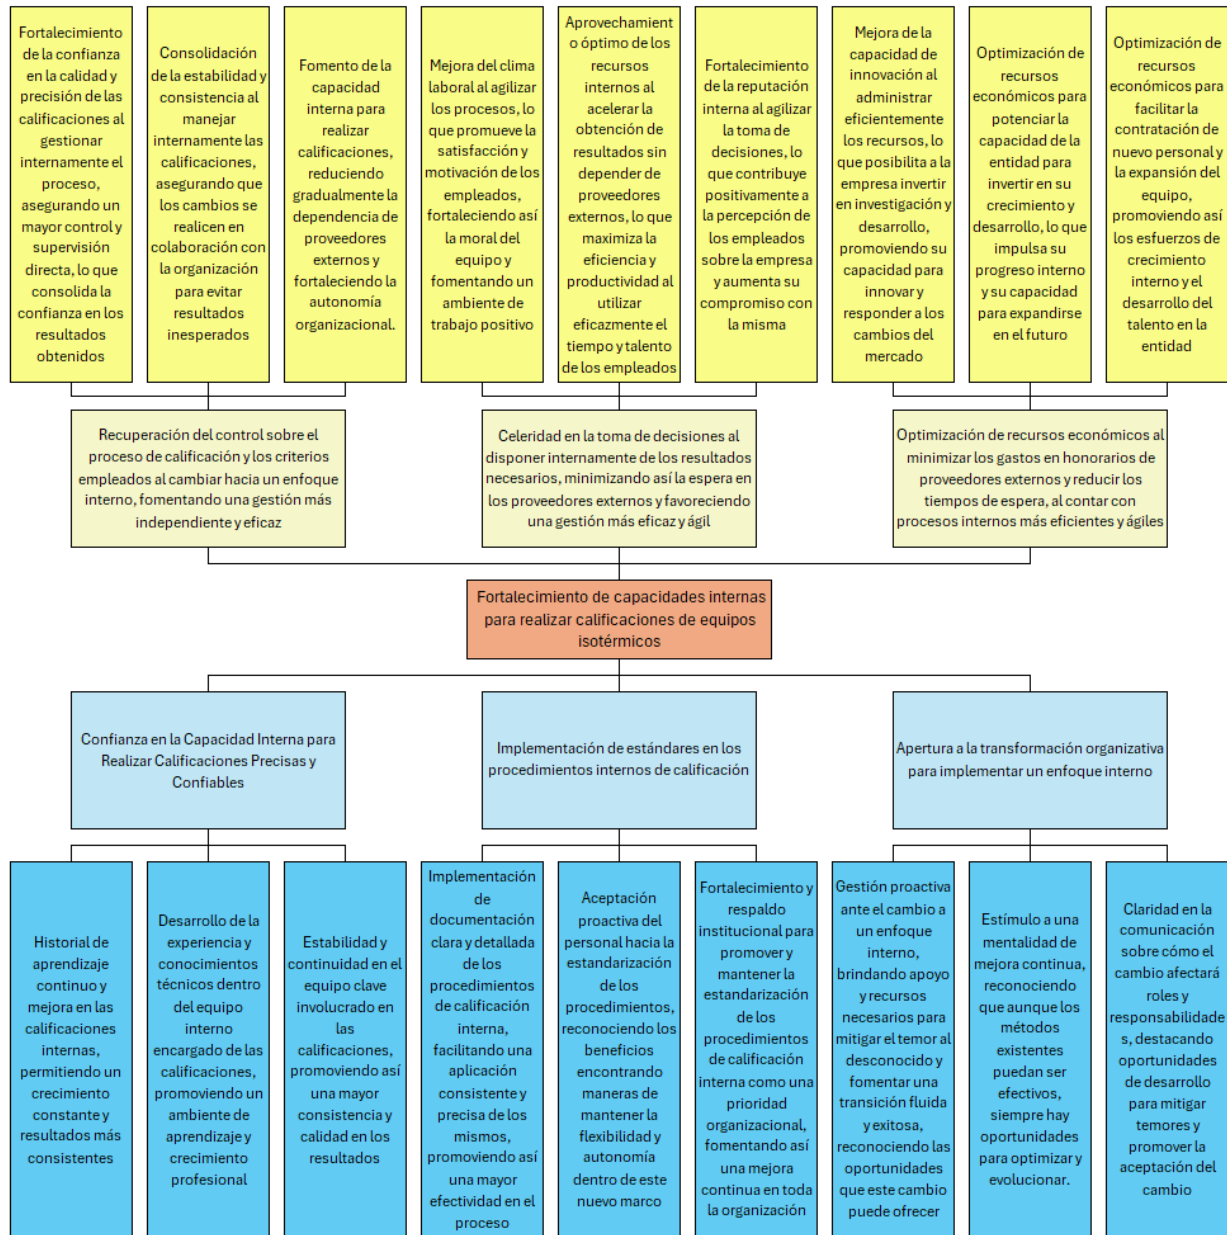 Fortalecimiento
de la confianza
en la calidad y
precisión de las
calificaciones al
gestionar
internamente el
proceso,
asegurando un
mayor control y
supervisión
directa, lo que
consolida la
confianza en los
resultados
obtenidos
Consolidación
de la estabilidad y
consistencia al
manejar
internamente las
calificaciones,
asegurando que
los cambios se
realicen en
colaboración con
la organización
para evitar
resultados
inesperados
Fomento de la
capacidad
interna para
realizar
calificaciones,
reduciendo
gradualmente la
dependencia de
proveedores
externos y
fortaleciendo la
autonomía
organizacional.
Mejora del clima
laboral al agilizar
los procesos, lo
que promueve la
satisfacción y
motivación de los
empleados,
fortaleciendo así
la moral del
equipo y
fomentando un
ambiente de
trabajo positivo
Aprovechamient
o óptimo de los
recursos
internos al
acelerar la
obtención de
resultados sin
depender de
proveedores
externos, lo que
maximiza la
eficiencia y
productividad al
utilizar
eficazmente el
tiempo y talento
de los empleados
Fortalecimiento
de la reputación
interna al agilizar
la toma de
decisiones, lo
que contribuye
positivamente a
la percepción de
los empleados
sobre la empresa
y aumenta su
compromiso con
la misma
Mejora de la
capacidad de
innovación al
administrar
eficientemente
los recursos, lo
que posibilita a la
empresa invertir
en investigación y
desarrollo,
promoviendo su
capacidad para
innovar y
responder a los
cambios del
mercado
Optimización de
recursos
económicos para
potenciar la
capacidad de la
entidad para
invertir en su
crecimiento y
desarrollo, lo que
impulsa su
progreso interno
y su capacidad
para expandirse
en el futuro
Optimización de
recursos
económicos para
facilitar la
contratación de
nuevo personal y
la expansión del
equipo,
promoviendo así
los esfuerzos de
crecimiento
interno y el
desarrollo del
talento en la
entidad
Recuperación del control sobre el
proceso de calificación y los criterios
empleados al cambiar hacia un enfoque
interno, fomentando una gestión más
independiente y eficaz
Celeridad en la toma de decisiones al
disponer internamente de los resultados
necesarios, minimizando así la espera en
los proveedores externos y favoreciendo
una gestión más eficaz y ágil
Optimización de recursos económicos al
minimizar los gastos en honorarios de
proveedores externos y reducir los
tiempos de espera, al contar con
procesos internos más eficientes y ágiles
Fortalecimiento de capacidades internas
para realizar calificaciones de equipos
isotérmicos
Confianza en la Capacidad Interna para
Realizar Calificaciones Precisas y
Confiables
Implementación de estándares en los
procedimientos internos de calificación
Apertura a la transformación organizativa
para implementar un enfoque interno
Historial de
aprendizaje
continuo y
mejora en las
calificaciones
internas,
permitiendo un
crecimiento
constante y
resultados más
consistentes
Desarrollo de la
experiencia y
conocimientos
técnicos dentro
del equipo
interno
encargado de las
calificaciones,
promoviendo un
ambiente de
aprendizaje y
crecimiento
profesional
Estabilidad y
continuidad en el
equipo clave
involucrado en
las
calificaciones,
promoviendo así
una mayor
consistencia y
calidad en los
resultados
Implementación
de
documentación
clara y detallada
de los
procedimientos
de calificación
interna,
facilitando una
aplicación
consistente y
precisa de los
mismos,
promoviendo así
una mayor
efectividad en el
proceso
Aceptación
proactiva del
personal hacia la
estandarización
de los
procedimientos,
reconociendo los
beneficios
encontrando
maneras de
mantener la
flexibilidad y
autonomía
dentro de este
nuevo marco
Fortalecimiento y
respaldo
institucional para
promover y
mantener la
estandarización
de los
procedimientos
de calificación
interna como una
prioridad
organizacional,
fomentando así
una mejora
continua en toda
la organización
Gestión proactiva
ante el cambio a
un enfoque
interno,
brindando apoyo
y recursos
necesarios para
mitigar el temor al
desconocido y
fomentar una
transición fluida
y exitosa,
reconociendo las
oportunidades
que este cambio
puede ofrecer
Estímulo a una
mentalidad de
mejora continua,
reconociendo
que aunque los
métodos
existentes
puedan ser
efectivos,
siempre hay
oportunidades
para optimizar y
evolucionar.
Claridad en la
comunicación
sobre cómo el
cambio afectará
roles y
responsabilidade
s, destacando
oportunidades
de desarrollo
para mitigar
temores y
promover la
aceptación del
cambio